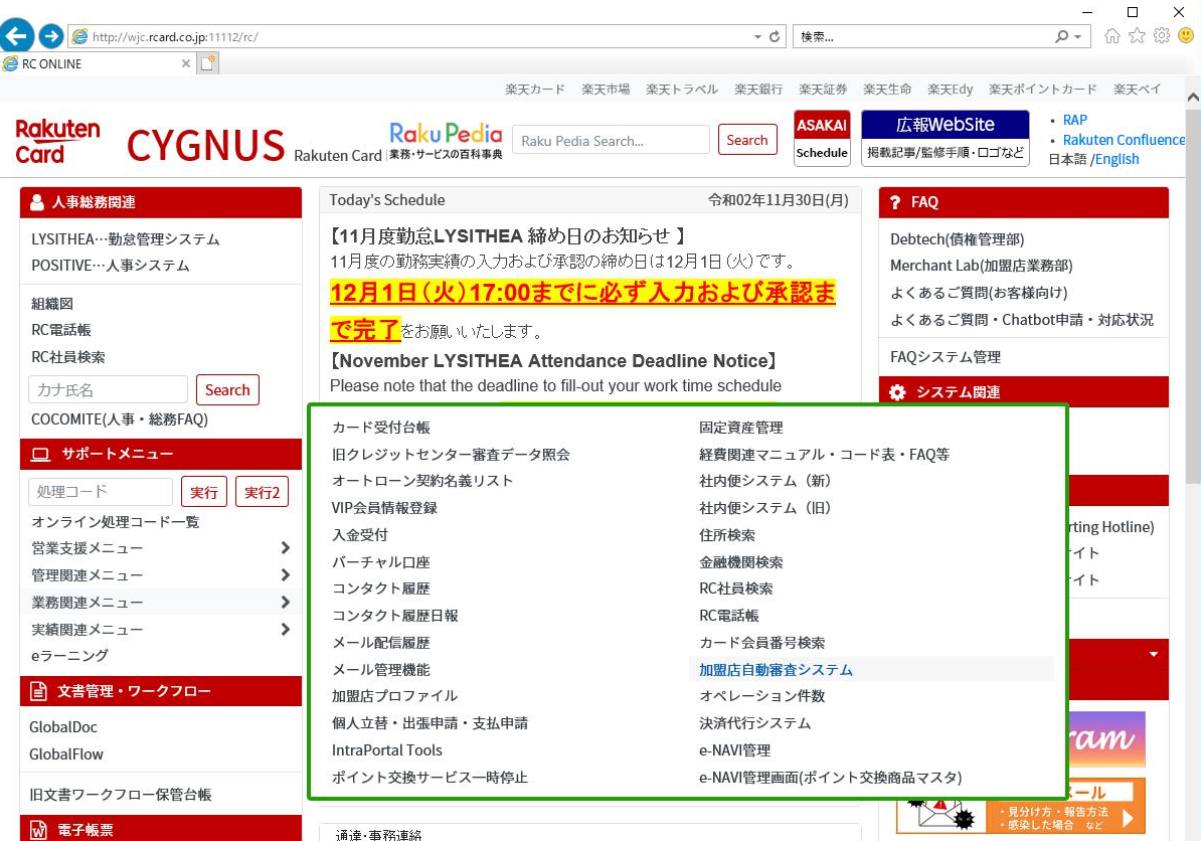 http://wjc.rcard.co.jp:11112/rc/
検索...
RC ONLINE
楽天カード 楽天市場 楽天トラベル 楽天銀行 楽天証券 楽天生命 楽天Edy 楽天ポイントカード 楽天ペイ
Rakuten Card
CYGNUS
Rakuten Card
Raku Pedia
業務・サービスの百科事典
Raku Pedia Search...
Search
ASAKAI
Schedule
広報WebSite
掲載記事/監修手順・ロゴなど
・RAP
・Rakuten Confluence
日本語 /English
人事総務関連
LYSITHEA…勤怠管理システム
POSITIVE…人事システム
組織図
RC電話帳
RC社員検索
カナ氏名
Search
COCOMITE(人事・総務FAQ)
サポートメニュー
処理コード
実行
実行2
オンライン処理コード一覧
営業支援メニュー
管理関連メニュー
業務関連メニュー
実績関連メニュー
eラーニング
文書管理・ワークフロー
GlobalDoc
GlobalFlow
旧文書ワークフロー保管台帳
電子帳票
Today's Schedule
令和02年11月30日(月)
【11月度勤怠LYSITHEA 締め日のお知らせ 】
11月度の勤務実績の入力および承認の締め日は12月1日(火)です。
12月1日(火)17:00までに必ず入力および承認ま
で完了をお願いいたします。
【November LYSITHEA Attendance Deadline Notice】
Please note that the deadline to fill-out your work time schedule
カード受付台帳
旧クレジットセンター審査データ照会
オートローン契約名義リスト
VIP会員情報登録
入金受付
バーチャル口座
コンタクト履歴
コンタクト履歴日報
メール配信履歴
メール管理機能
加盟店プロファイル
個人立替・出張申請・支払申請
IntraPortal Tools
ポイント交換サービス一時停止
固定資産管理
経費関連マニュアル・コード表・FAQ等
社内便システム（新）
社内便システム（旧）
住所検索
金融機関検索
RC社員検索
RC電話帳
カード会員番号検索
加盟店自動審査システム
オペレーション件数
決済代行システム
e-NAVI管理
e-NAVI管理画面(ポイント交換商品マスタ)
通達・事務連絡
? FAQ
Debtech(債権管理部)
Merchant Lab(加盟店業務部)
よくあるご質問(お客様向け)
よくあるご質問・Chatbot申請・対応状況
FAQシステム管理
システム関連
rting Hotline)
イト
イト
ram
メール
・見分け方・報告方法
・感染した場合 など